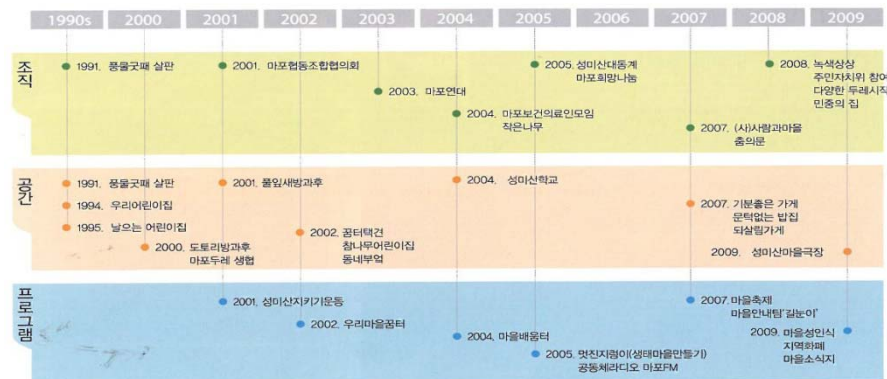 1990s 2000 2001 2002 2003 2004 2005 2007 2008 2009
조직
1991. 풍물굿패 살판
2001. 마포협동조합협의회
2003. 마포연대
2004. 마포보건의료인모임
작은나무
2005. 성미산대동계
마포희망나눔
2007. (사)사람과마을
춤의문
2008. 녹색상상
주민자치위 참여
다양한 두레시작
민중의 집
공간
1991. 풍물굿패 살판
1994. 우리어린이집
1995. 날으는 어린이집
2000. 도토리방과후
마포두레 생협
2001. 풀잎새방과후
2002. 꿈터택견
참나무어린이집
동네부엌
2004. 성미산학교
2007. 기분좋은 가게
문턱없는 밥집
되살림가게
2009. 성미산마을극장
프로그램
2001. 성미산지키기운동
2002. 우리마을꿈터
2004. 마을배움터
2005. 멋진지렁이(생태마을만들기)
공동체라디오 마포FM
2007. 마을축제
마을안내팀'길눈이'
2009. 마을성인식
지역화폐
마을소식지